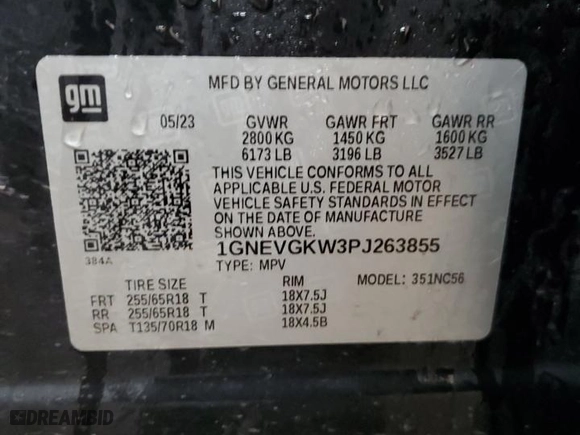 gm
MFD BY GENERAL MOTORS LLC
05/23 GVWR GAWR FRT GAWR RR
2800 KG 1450 KG 1600 KG
6173 LB 3196 LB 3527 LB
THIS VEHICLE CONFORMS TO ALL
APPLICABLE U.S. FEDERAL MOTOR
VEHICLE SAFETY STANDARDS IN EFFECT
ON THE DATE OF MANUFACTURE
SHOWN ABOVE.
1GNEVGKW3PJ263855
384A
TYPE: MPV MODEL: 351NC56
TIRE SIZE RIM
FRT 255/65R18 T 18X7.5J
RR 255/65R18 T 18X7.5J
SPA T135/70R18 M 18X4.5B
DREAMBID